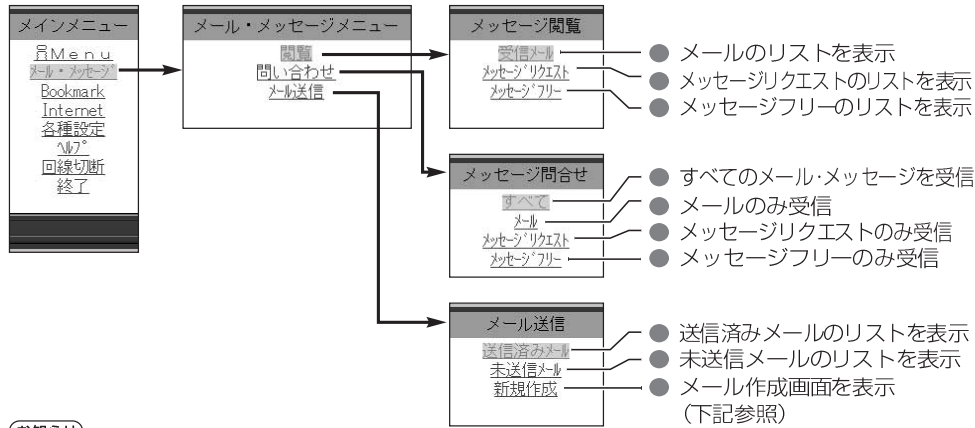 メインメニュー
Menu
メール・メッセージ
Bookmark
Internet
各種設定
ヘルプ
回線切断
終了
メール・メッセージメニュー
閲覧
問い合わせ
メール送信
メッセージ閲覧
受信メール
メッセージリクエスト
メッセージフリー
● メールのリストを表示
● メッセージリクエストのリストを表示
● メッセージフリーのリストを表示
メッセージ問合せ
すべて
メール
メッセージリクエスト
メッセージフリー
● すべてのメール・メッセージを受信
● メールのみ受信
● メッセージリクエストのみ受信
● メッセージフリーのみ受信
メール送信
送信済みメール
未送信メール
新規作成
● 送信済みメールのリストを表示
● 未送信メールのリストを表示
● メール作成画面を表示
(下記参照)